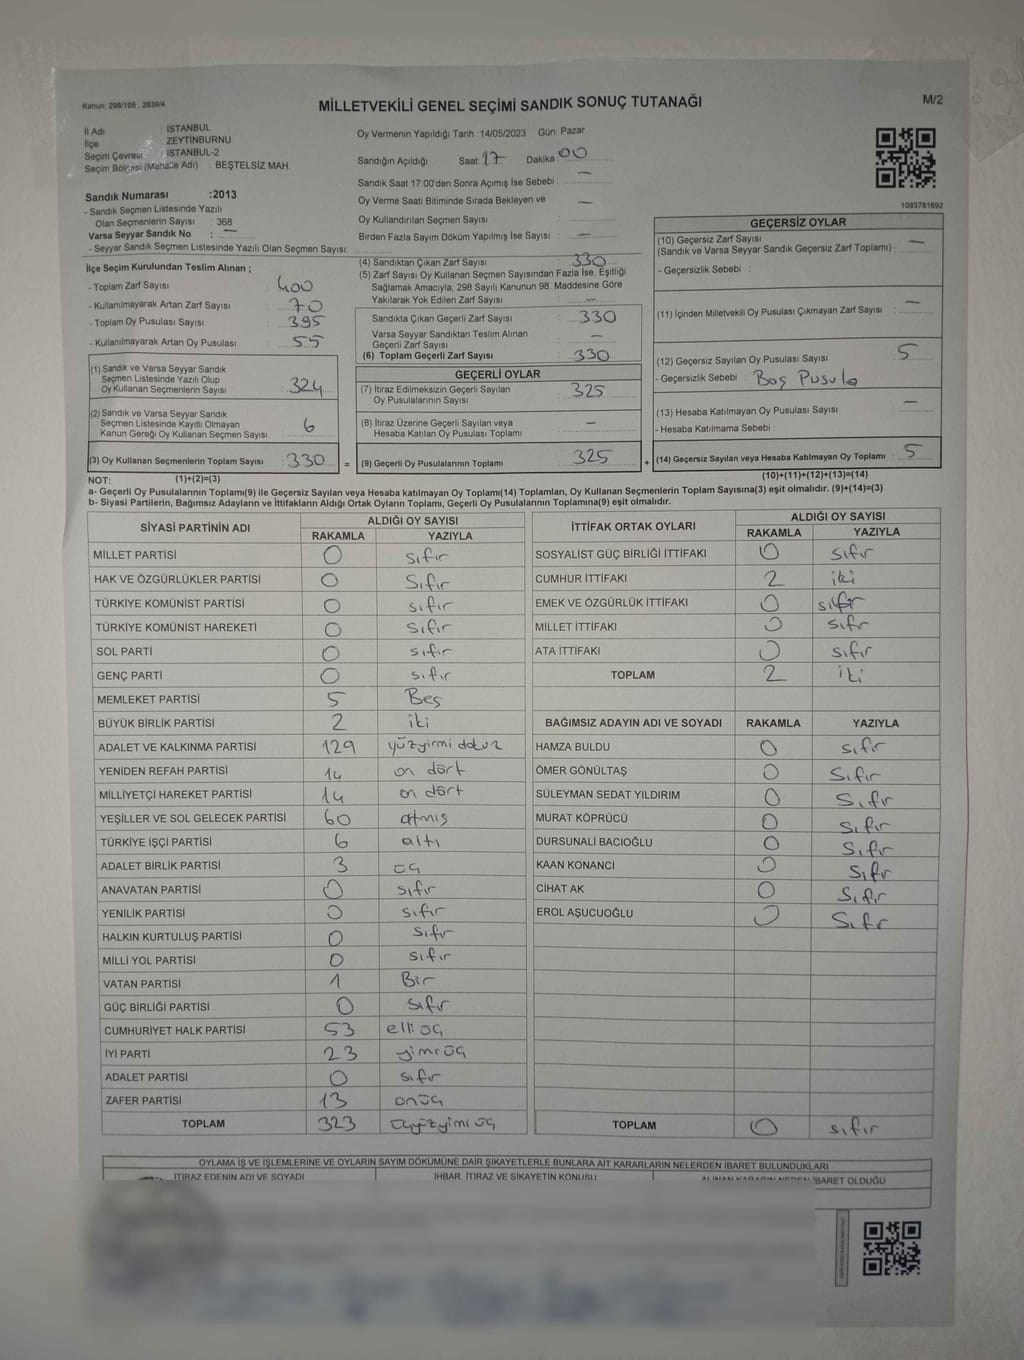 Kanun: 298/105 , 2839/4
MİLLETVEKİLİ GENEL SEÇİMİ SANDIK SONUÇ TUTANAĞI
M/2
İl Adı : İSTANBUL
İlçe : ZEYTİNBURNU
Seçim Çevresi : İSTANBUL-2
Seçim Bölgesi (Mahalle Adı) : BEŞTELSİZ MAH.
Sandık Numarası :2013
- Sandık Seçmen Listesinde Yazılı
Olan Seçmenlerin Sayısı : 368
Varsa Seyyar Sandık No : —
- Seyyar Sandık Seçmen Listesinde Yazılı Olan Seçmen Sayısı:
Oy Vermenin Yapıldığı Tarih :14/05/2023 Gün: Pazar
Sandığın Açıldığı Saat: 17 Dakika: 00
Sandık Saat 17:00'den Sonra Açımış İse Sebebi : —
Oy Verme Saati Bitiminde Sırada Bekleyen ve
Oy Kullandırılan Seçmen Sayısı : —
Birden Fazla Sayım Döküm Yapılmış İse Sayısı : —
1083781692
İlçe Seçim Kurulundan Teslim Alınan ;
- Toplam Zarf Sayısı : 400
- Kullanılmayarak Artan Zarf Sayısı : 70
- Toplam Oy Pusulası Sayısı : 395
- Kullanılmayarak Artan Oy Pusulası : 55
(1) Sandık ve Varsa Seyyar Sandık
Seçmen Listesinde Yazılı Olup
Oy Kullanan Seçmenlerin Sayısı : 324
(2) Sandık ve Varsa Seyyar Sandık
Seçmen Listesinde Kayıtlı Olmayan
Kanun Gereği Oy Kullanan Seçmen Sayısı : 6
(3) Oy Kullanan Seçmenlerin Toplam Sayısı : 330 =
(4) Sandıktan Çıkan Zarf Sayısı : 330
(5) Zarf Sayısı Oy Kullanan Seçmen Sayısından Fazla İse, Eşitliği
Sağlamak Amacıyla, 298 Sayılı Kanunun 98. Maddesine Göre
Yakılarak Yok Edilen Zarf Sayısı : —
Sandıkta Çıkan Geçerli Zarf Sayısı : 330
Varsa Seyyar Sandıktan Teslim Alınan
Geçerli Zarf Sayısı : —
(6) Toplam Geçerli Zarf Sayısı : 330
GEÇERLİ OYLAR
(7) İtiraz Edilmeksizin Geçerli Sayılan
Oy Pusulalarının Sayısı : 325
(8) İtiraz Üzerine Geçerli Sayılan veya
Hesaba Katılan Oy Pusulası Toplamı : —
(9) Geçerli Oy Pusulalarının Toplamı : 325 +
GEÇERSİZ OYLAR
(10) Geçersiz Zarf Sayısı
(Sandık ve Varsa Seyyar Sandık Geçersiz Zarf Toplamı) : —
- Geçersizlik Sebebi :
(11) İçinden Milletvekili Oy Pusulası Çıkmayan Zarf Sayısı : —
(12) Geçersiz Sayılan Oy Pusulası Sayısı : 5
- Geçersizlik Sebebi : Boş Pusula
(13) Hesaba Katılmayan Oy Pusulası Sayısı : —
- Hesaba Katılmama Sebebi :
(14) Geçersiz Sayılan veya Hesaba Katılmayan Oy Toplamı : 5
NOT: (1)+(2)=(3)
(10)+(11)+(12)+(13)=(14)
a- Geçerli Oy Pusulalarının Toplamı(9) ile Geçersiz Sayılan veya Hesaba katılmayan Oy Toplamı(14) Toplamları, Oy Kullanan Seçmenlerin Toplam Sayısına(3) eşit olmalıdır. (9)+(14)=(3)
b- Siyasi Partilerin, Bağımsız Adayların ve İttifakların Aldığı Ortak Oyların Toplamı, Geçerli Oy Pusulalarının Toplamına(9) eşit olmalıdır.
SİYASİ PARTİNİN ADI ALDIĞI OY SAYISI
RAKAMLA YAZIYLA
MİLLET PARTİSİ 0 sıfır
HAK VE ÖZGÜRLÜKLER PARTİSİ 0 Sıfır
TÜRKİYE KOMÜNİST PARTİSİ 0 sıfır
TÜRKİYE KOMÜNİST HAREKETİ 0 sıfır
SOL PARTİ 0 sıfır
GENÇ PARTİ 0 sıfır
MEMLEKET PARTİSİ 5 Beş
BÜYÜK BİRLİK PARTİSİ 2 iki
ADALET VE KALKINMA PARTİSİ 129 yüzyirmi dokuz
YENİDEN REFAH PARTİSİ 14 on dört
MİLLİYETÇİ HAREKET PARTİSİ 14 on dört
YEŞİLLER VE SOL GELECEK PARTİSİ 60 atmış
TÜRKİYE İŞÇİ PARTİSİ 6 altı
ADALET BİRLİK PARTİSİ 3 üç
ANAVATAN PARTİSİ 0 sıfır
YENİLİK PARTİSİ 0 sıfır
HALKIN KURTULUŞ PARTİSİ 0 sıfır
MİLLİ YOL PARTİSİ 0 sıfır
VATAN PARTİSİ 1 Bir
GÜÇ BİRLİĞİ PARTİSİ 0 sıfır
CUMHURİYET HALK PARTİSİ 53 elli üç
İYİ PARTİ 23 yimrüç
ADALET PARTİSİ 0 sıfır
ZAFER PARTİSİ 13 onüç
TOPLAM 323 üçyüzyimi üç
İTTİFAK ORTAK OYLARI ALDIĞI OY SAYISI
RAKAMLA YAZIYLA
SOSYALİST GÜÇ BİRLİĞİ İTTİFAKI 0 sıfır
CUMHUR İTTİFAKI 2 iki
EMEK VE ÖZGÜRLÜK İTTİFAKI 0 sıfır
MİLLET İTTİFAKI 0 sıfır
ATA İTTİFAKI 0 sıfır
TOPLAM 2 iki
BAĞIMSIZ ADAYIN ADI VE SOYADI RAKAMLA YAZIYLA
HAMZA BULDU 0 sıfır
ÖMER GÖNÜLTAŞ 0 Sıfır
SÜLEYMAN SEDAT YILDIRIM 0 Sıfır
MURAT KÖPRÜCÜ 0 Sıfır
DURSUNALİ BACIOĞLU 0 Sıfır
KAAN KONANCİ 0 Sıfır
CİHAT AK 0 Sıfır
EROL AŞUCUOĞLU 0 Sıfır
TOPLAM 0 sıfır
OYLAMA İŞ VE İŞLEMLERİNE VE OYLARIN SAYIM DÖKÜMÜNE DAİR ŞİKAYETLERLE BUNLARA AİT KARARLARIN NELERDEN İBARET BULUNDUKLARI
İTİRAZ EDENİN ADI VE SOYADI İHBAR, İTİRAZ VE ŞİKAYETİN KONUSU ALINAN KARARIN NEDEN İBARET OLDUĞU